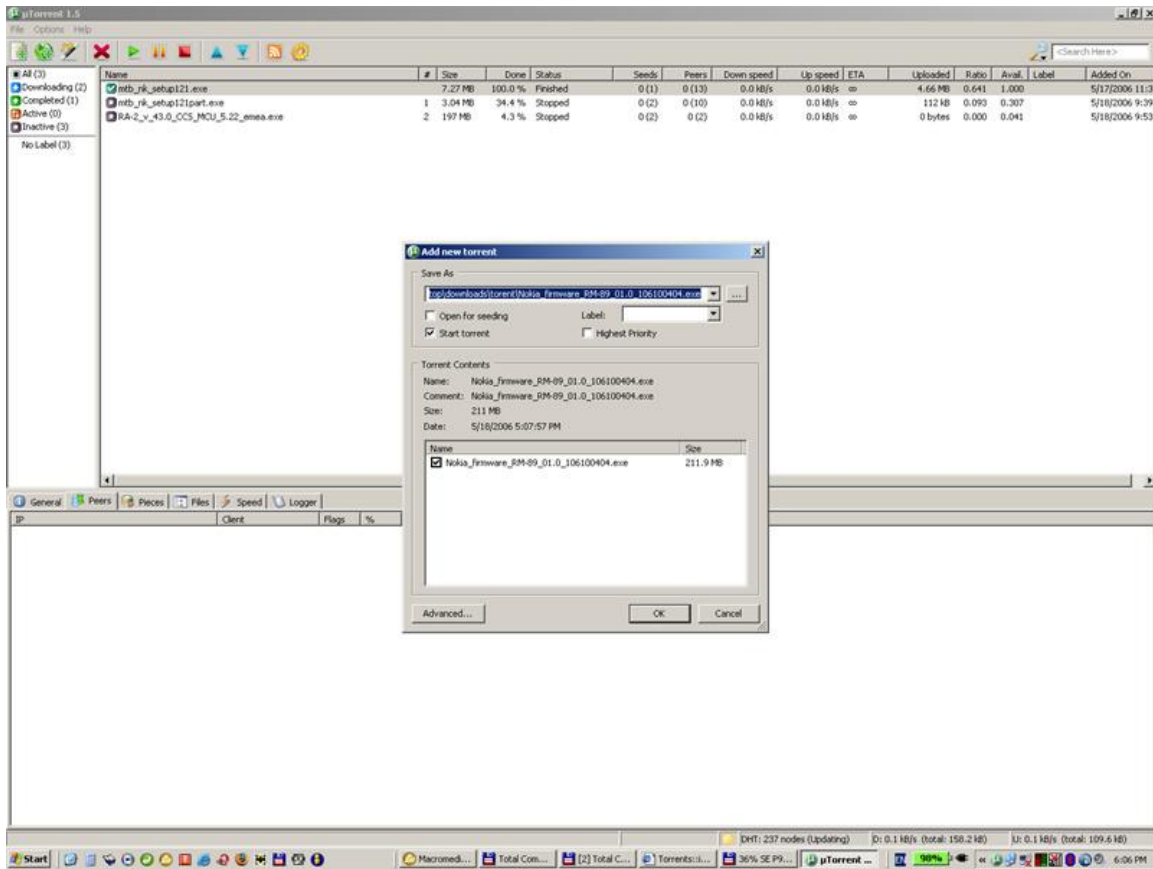 µTorrent 1.5
File Options Help
<Search Here>
All (3)
Downloading (2)
Completed (1)
Active (0)
Inactive (3)
No Label (3)
Name # Size Done Status Seeds Peers Down speed Up speed ETA Uploaded Ratio Avail. Label Added On
mtb_nk_setup121.exe 7.27 MB 100.0 % Finished 0 (1) 0 (13) 0.0 kB/s 0.0 kB/s ∞ 4.66 MB 0.641 1.000 5/17/2006 11:3
mtb_nk_setup121part.exe 1 3.04 MB 34.4 % Stopped 0 (2) 0 (10) 0.0 kB/s 0.0 kB/s ∞ 112 kB 0.093 0.307 5/18/2006 9:39
RA-2_v_43.0_CCS_MCU_5.22_emea.exe 2 197 MB 4.3 % Stopped 0 (2) 0 (2) 0.0 kB/s 0.0 kB/s ∞ 0 bytes 0.000 0.041 5/18/2006 9:53
Add new torrent
Save As
top\downloads\torent\Nokia_firmware_RM-89_01.0_106100404.exe ...
Open for seeding Label:
Start torrent Highest Priority
Torrent Contents
Name: Nokia_firmware_RM-89_01.0_106100404.exe
Comment: Nokia_firmware_RM-89_01.0_106100404.exe
Size: 211 MB
Date: 5/18/2006 5:07:57 PM
Name Size
Nokia_firmware_RM-89_01.0_106100404.exe 211.9 MB
Advanced... OK Cancel
General Peers Pieces Files Speed Logger
IP Client Flags %
DHT: 237 nodes (Updating) D: 0.1 kB/s (total: 158.2 kB) U: 0.1 kB/s (total: 109.6 kB)
Start Macromed... Total Com... [2] Total C... Torrents::i... 36% SE P9... µTorrent ... 98% « 6:06 PM